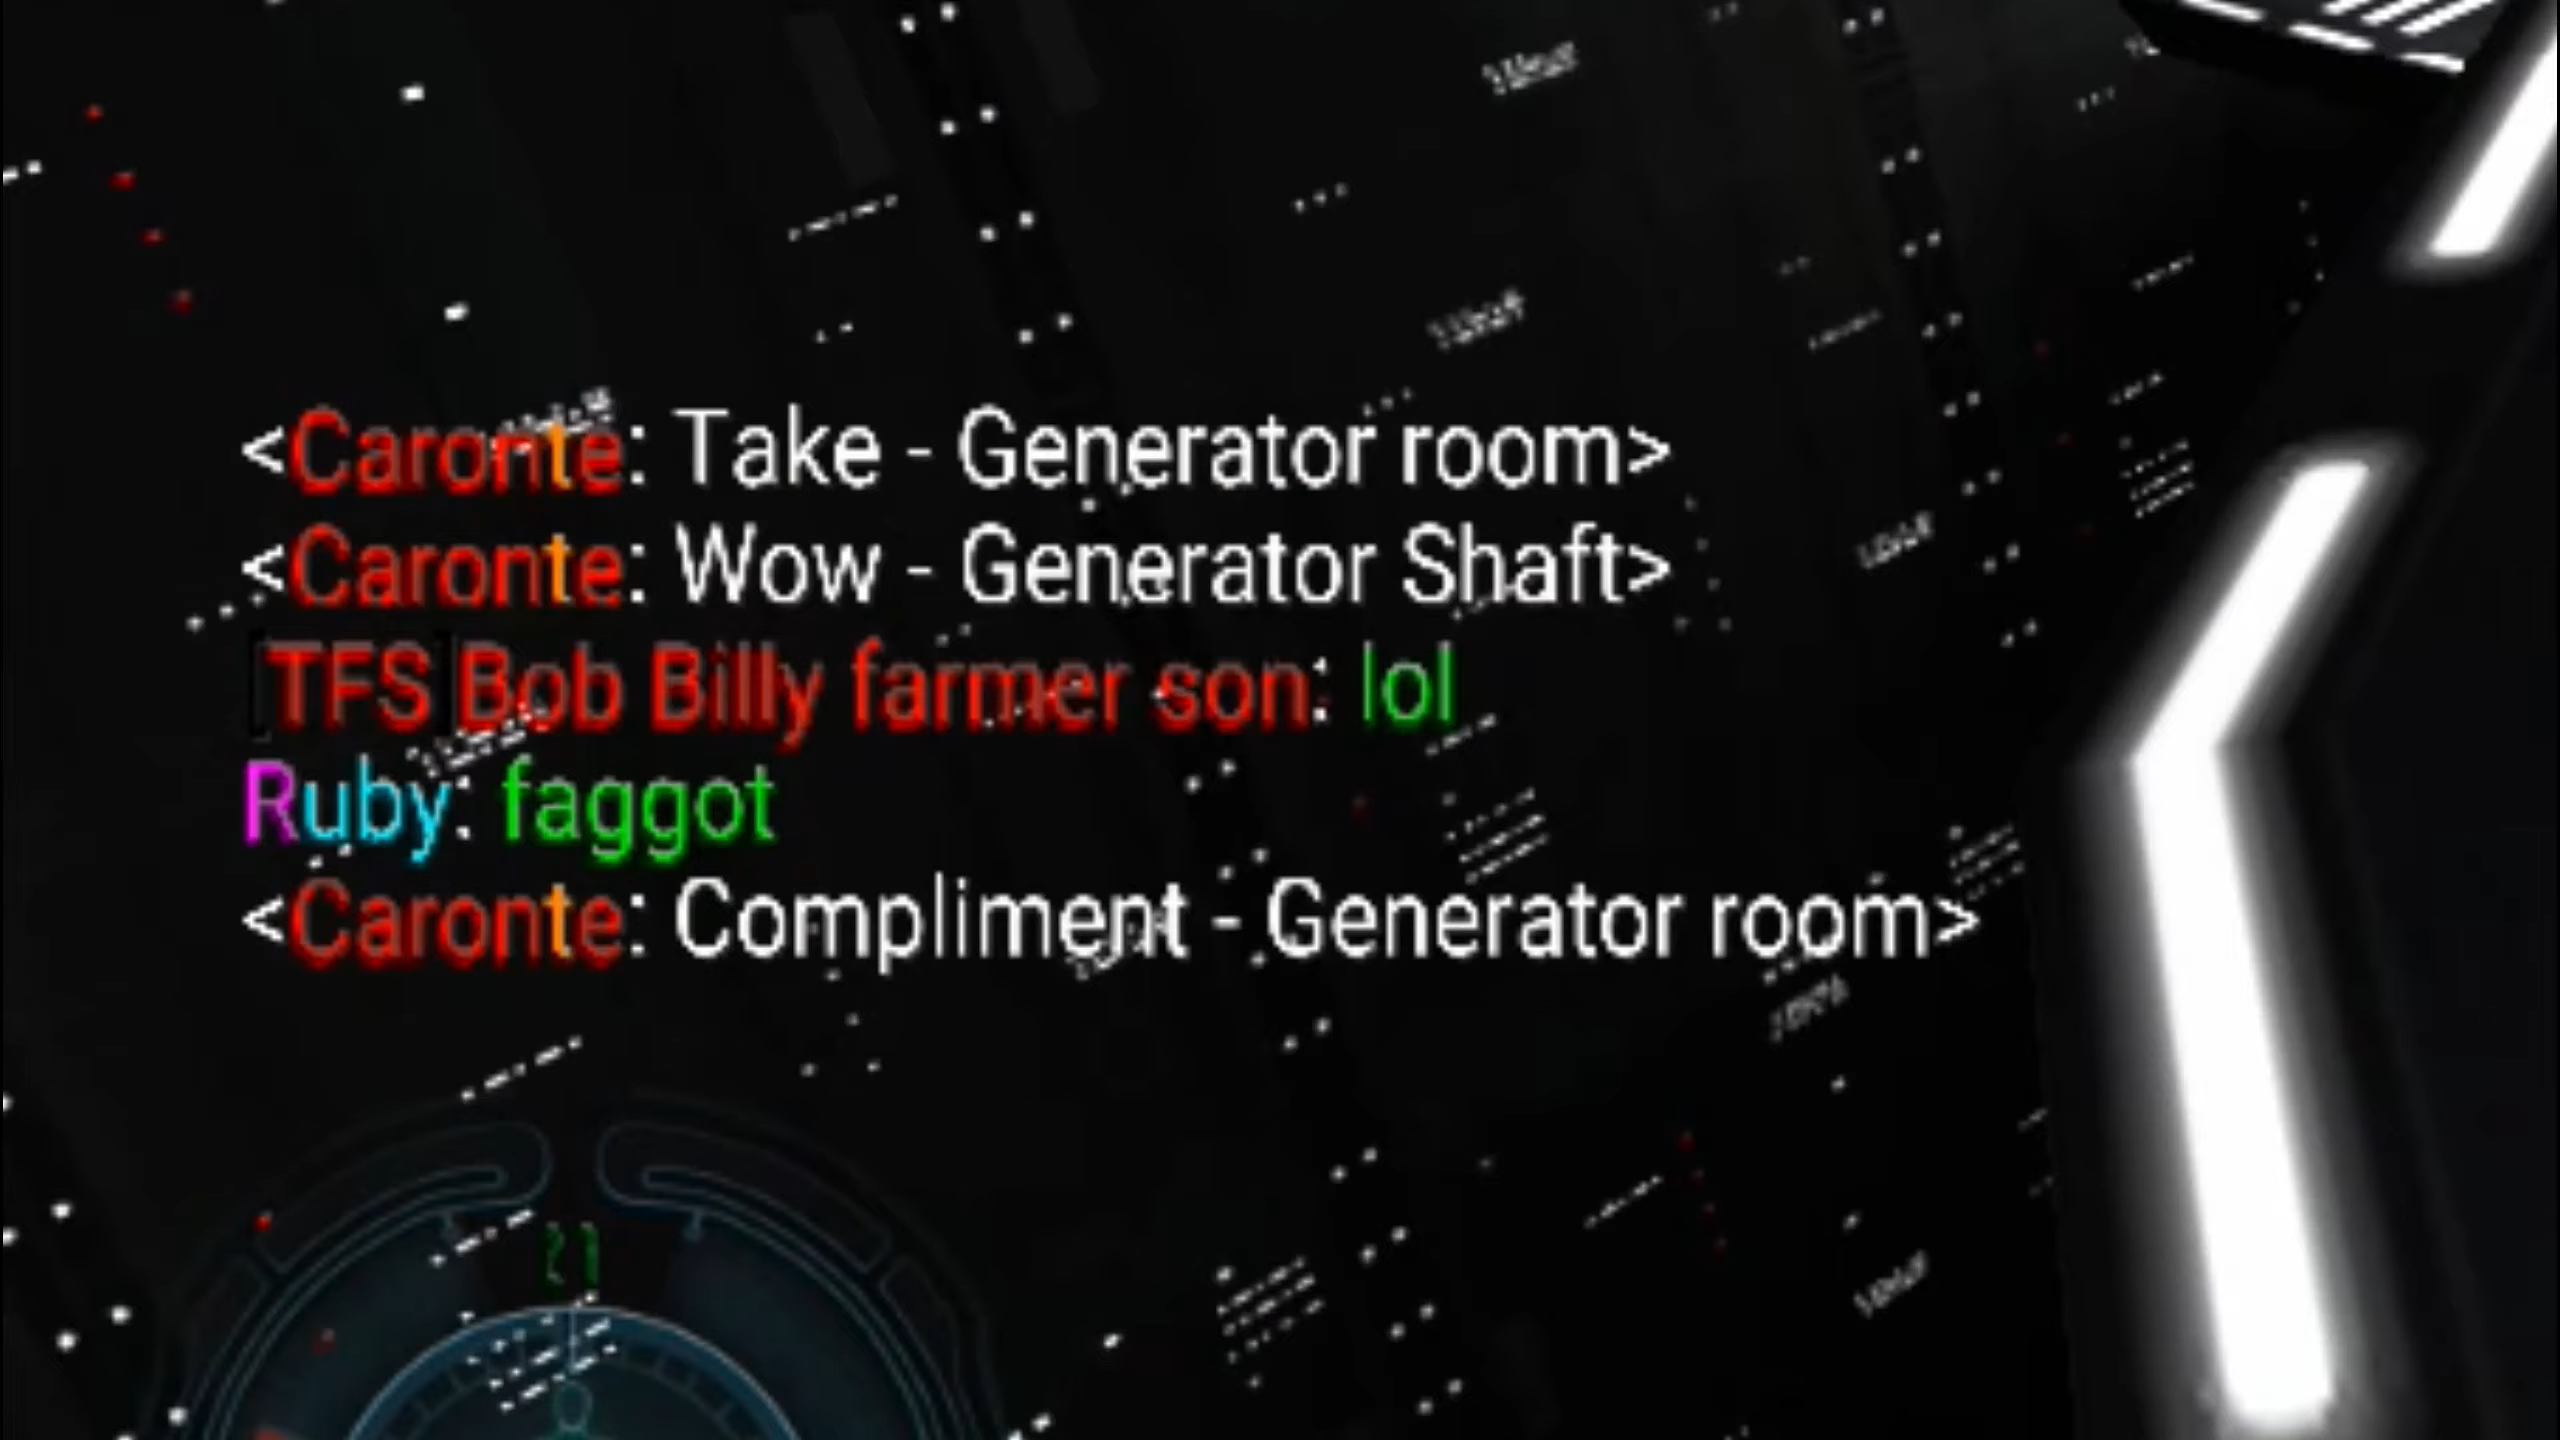 <Caronte: Take - Generator room>
<Caronte: Wow - Generator Shaft>
[TFS]Bob Billy farmer son: lol
Ruby: faggot
<Caronte: Compliment - Generator room>